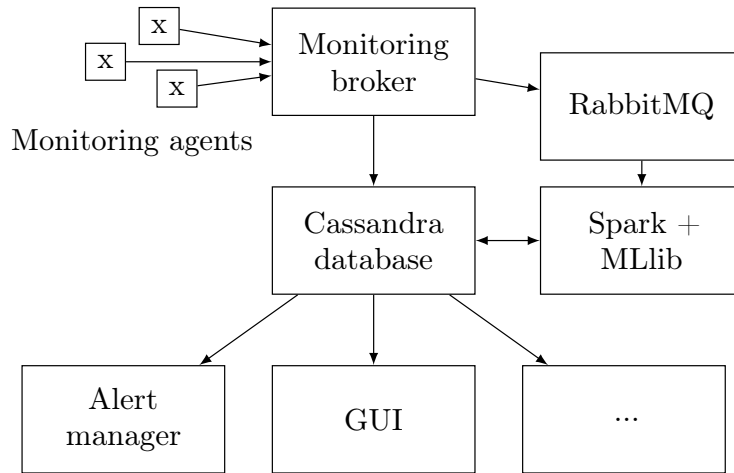 x
x
x
Monitoring agents
Monitoring
broker
RabbitMQ
Cassandra
database
Spark +
MLlib
Alert
manager
GUI
...